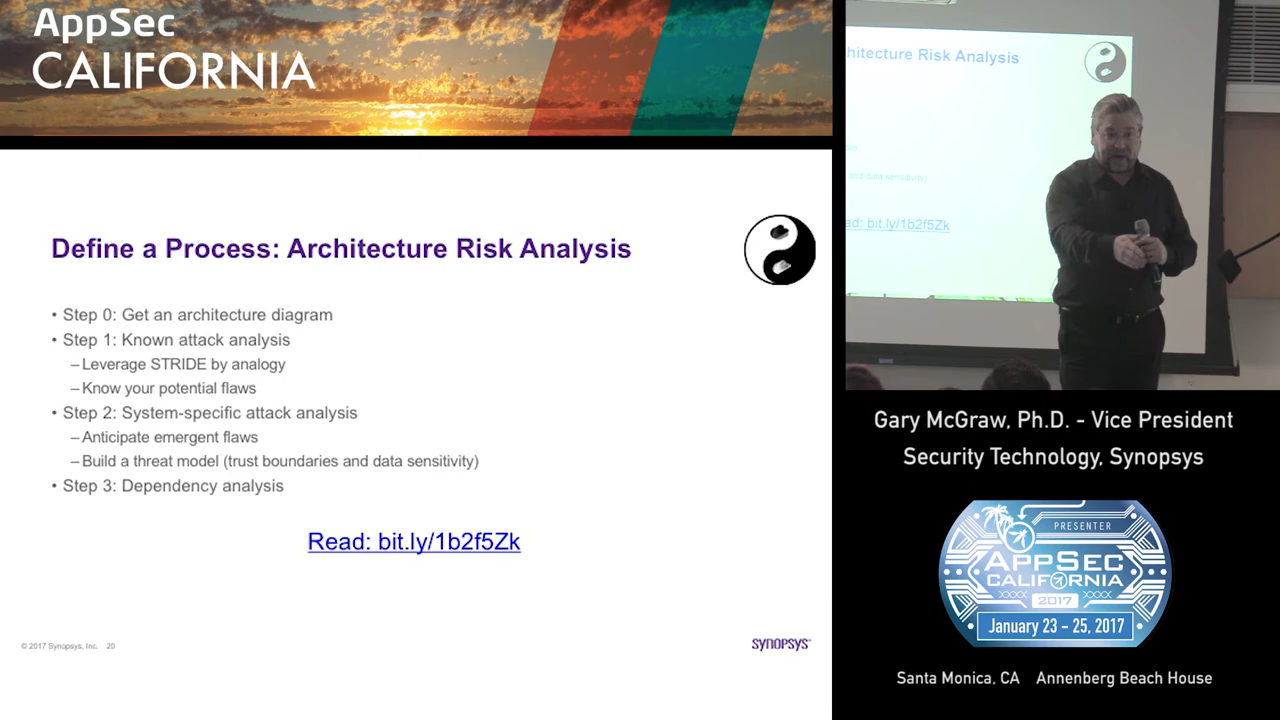 AppSec
CALIFORNIA
Define a Process: Architecture Risk Analysis
• Step 0: Get an architecture diagram
• Step 1: Known attack analysis
– Leverage STRIDE by analogy
– Know your potential flaws
• Step 2: System-specific attack analysis
– Anticipate emergent flaws
– Build a threat model (trust boundaries and data sensitivity)
• Step 3: Dependency analysis
Read: bit.ly/1b2f5Zk
© 2017 Synopsys, Inc. 20
SYNOPSYS
hitecture Risk Analysis
and data sensitivity)
ad: bit.ly/1b2f5Zk
Gary McGraw, Ph.D. - Vice President
Security Technology, Synopsys
PRESENTER
APPSEC
CALIFORNIA
2017
January 23 – 25, 2017
Santa Monica, CA Annenberg Beach House